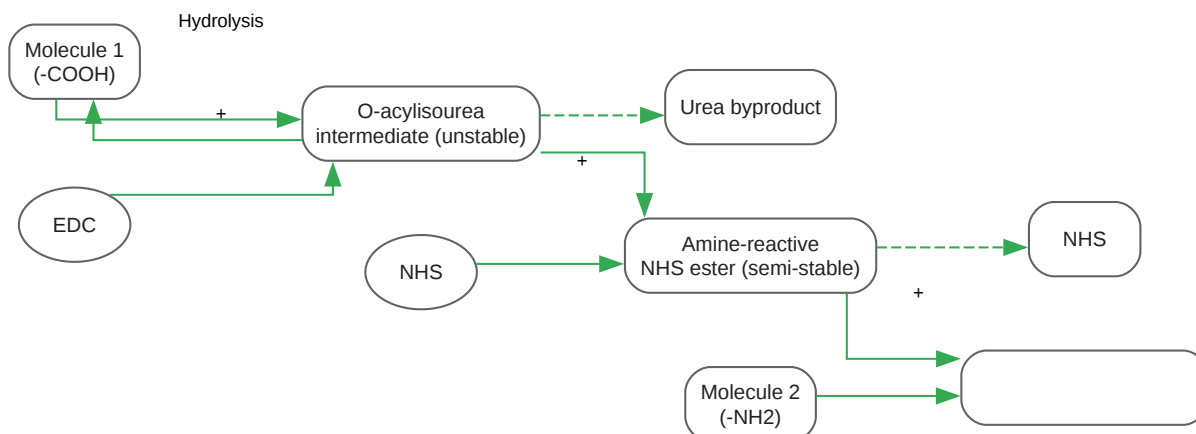 Hydrolysis
Molecule 1
(-COOH)
+
O-acylisourea
intermediate (unstable)
Urea byproduct
+
EDC
NHS
Amine-reactive
NHS ester (semi-stable)
NHS
+
Molecule 2
(-NH2)